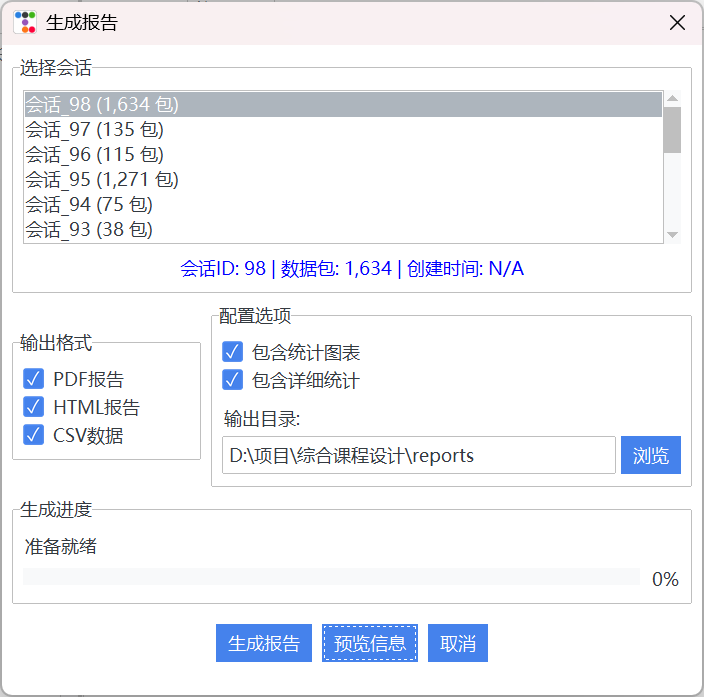 生成报告
选择会话
会话_98 (1,634 包)
会话_97 (135 包)
会话_96 (115 包)
会话_95 (1,271 包)
会话_94 (75 包)
会话_93 (38 包)
会话ID: 98 | 数据包: 1,634 | 创建时间: N/A
输出格式
PDF报告
HTML报告
CSV数据
配置选项
包含统计图表
包含详细统计
输出目录:
D:\项目\综合课程设计\reports
浏览
生成进度
准备就绪
0%
生成报告
预览信息
取消